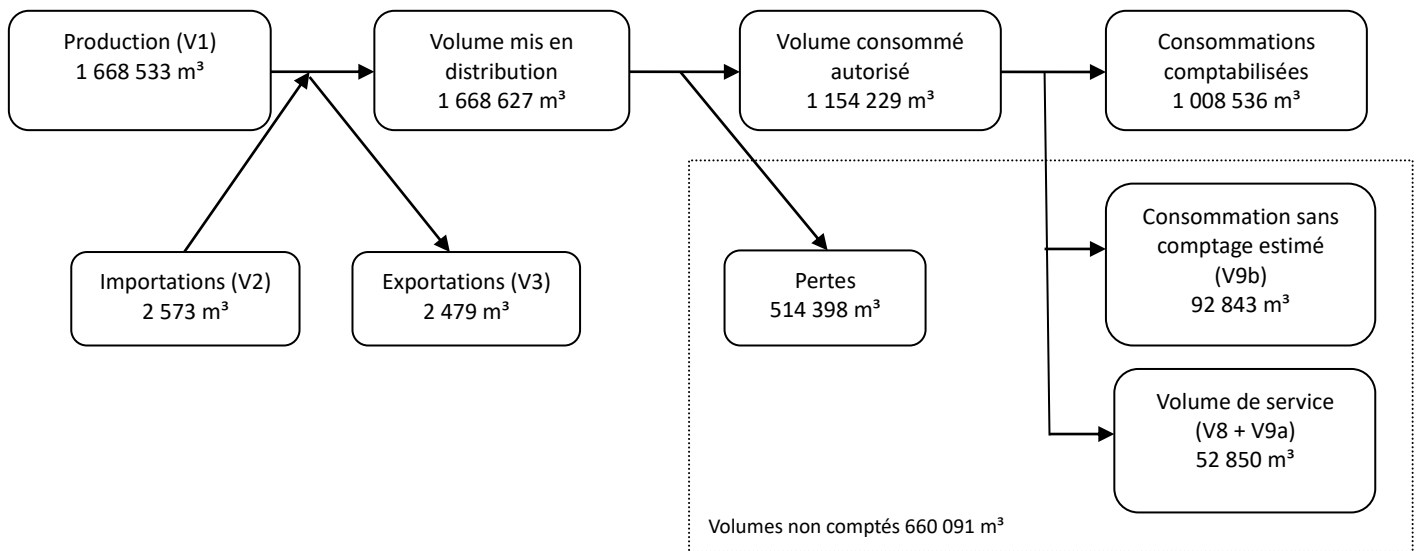 Production (V1)
1 668 533 m³
Volume mis en
distribution
1 668 627 m³
Volume consommé
autorisé
1 154 229 m³
Consommations
comptabilisées
1 008 536 m³
Importations (V2)
2 573 m³
Exportations (V3)
2 479 m³
Pertes
514 398 m³
Consommation sans
comptage estimé
(V9b)
92 843 m³
Volume de service
(V8 + V9a)
52 850 m³
Volumes non comptés 660 091 m³